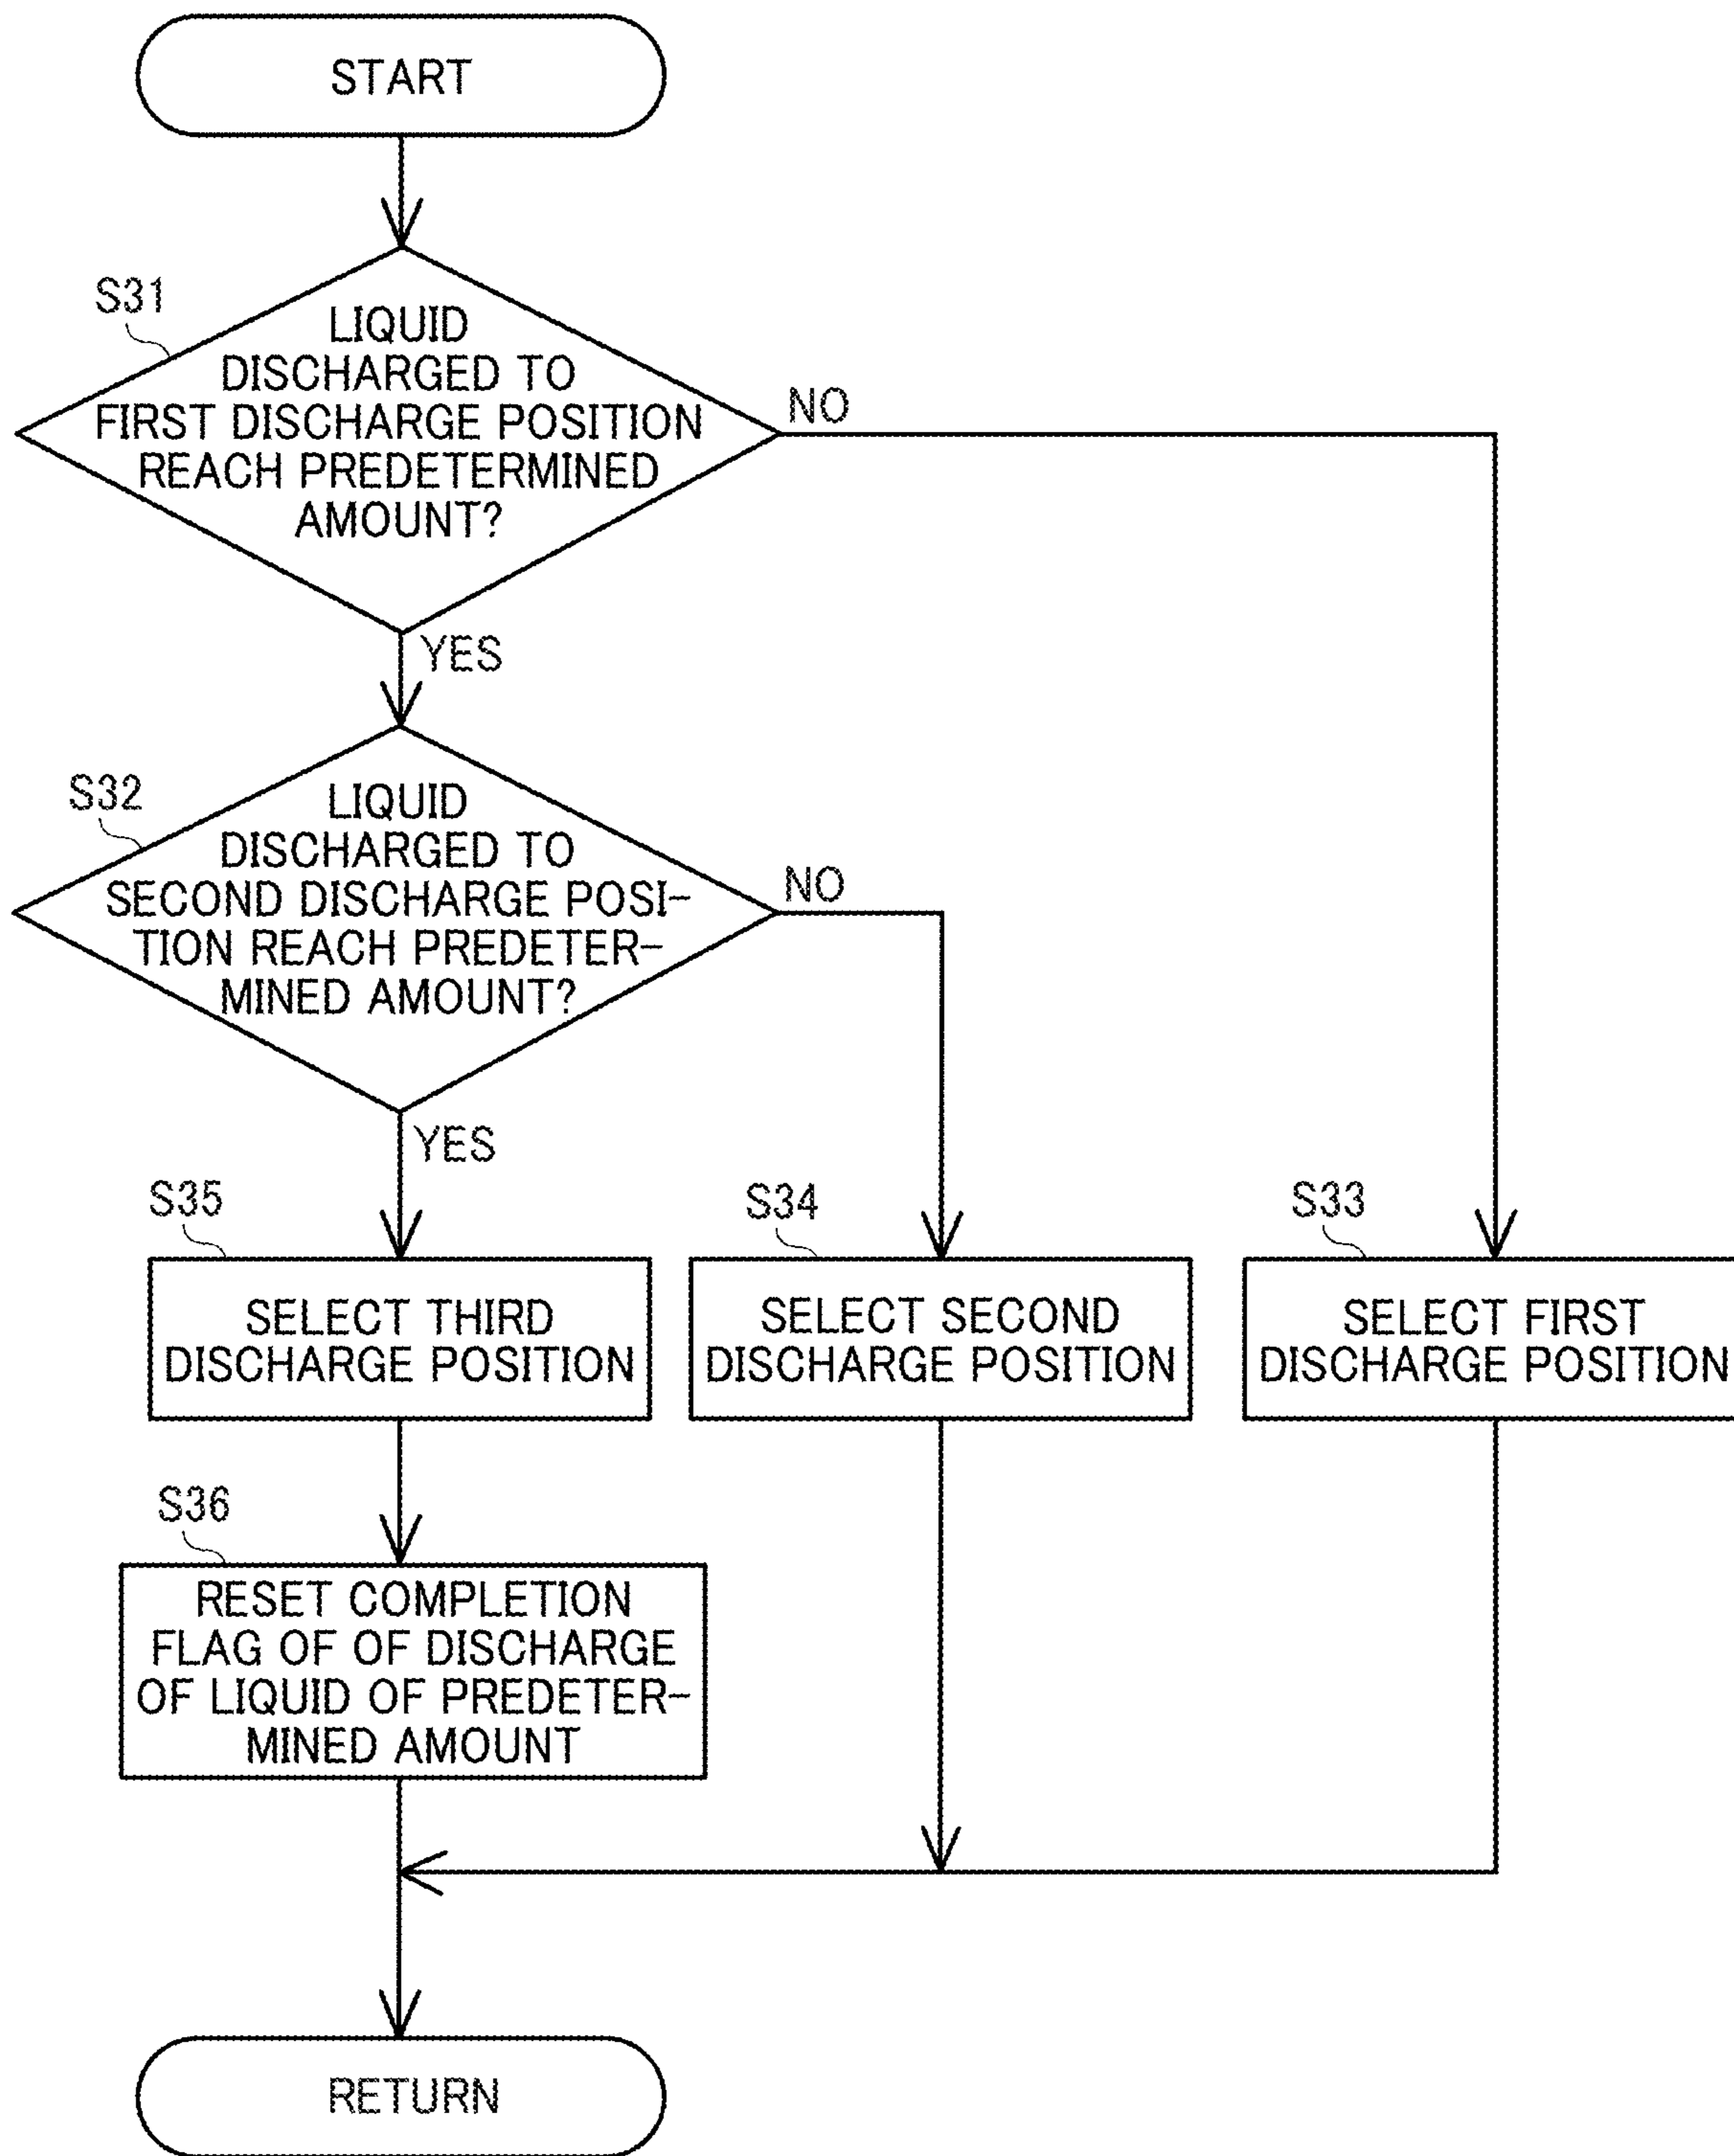 START
S31
LIQUID
DISCHARGED TO
FIRST DISCHARGE POSITION
REACH PREDETERMINED
AMOUNT?
NO
YES
S32
LIQUID
DISCHARGED TO
SECOND DISCHARGE POSI-
TION REACH PREDETER-
MINED AMOUNT?
NO
YES
S35
SELECT THIRD
DISCHARGE POSITION
S34
SELECT SECOND
DISCHARGE POSITION
S33
SELECT FIRST
DISCHARGE POSITION
S36
RESET COMPLETION
FLAG OF OF DISCHARGE
OF LIQUID OF PREDETER-
MINED AMOUNT
RETURN